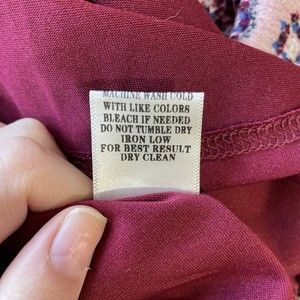 MACHINE WASH COLD
WITH LIKE COLORS
BLEACH IF NEEDED
DO NOT TUMBLE DRY
IRON LOW
FOR BEST RESULT
DRY CLEAN